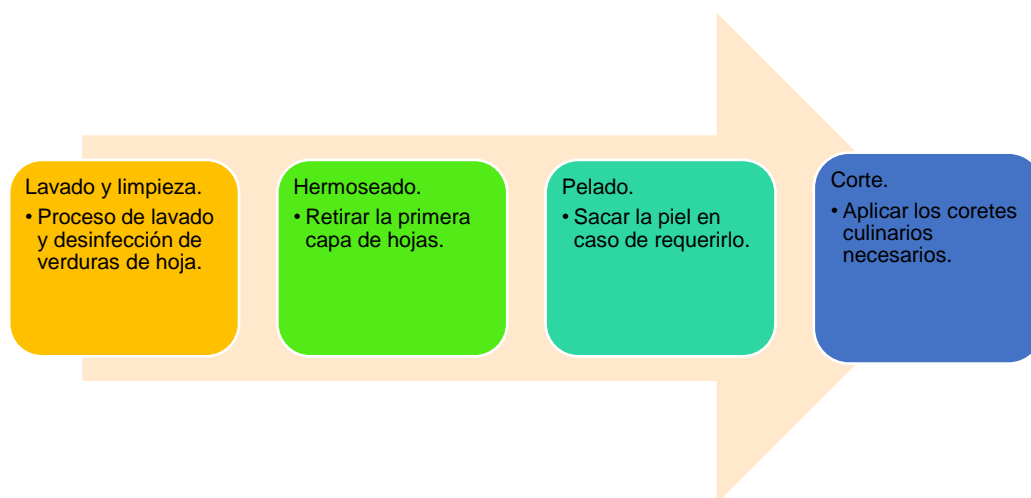 Lavado y limpieza.
• Proceso de lavado
y desinfección de
verduras de hoja.
Hermoseado.
• Retirar la primera
capa de hojas.
Pelado.
• Sacar la piel en
caso de requerirlo.
Corte.
• Aplicar los coretes
culinarios
necesarios.